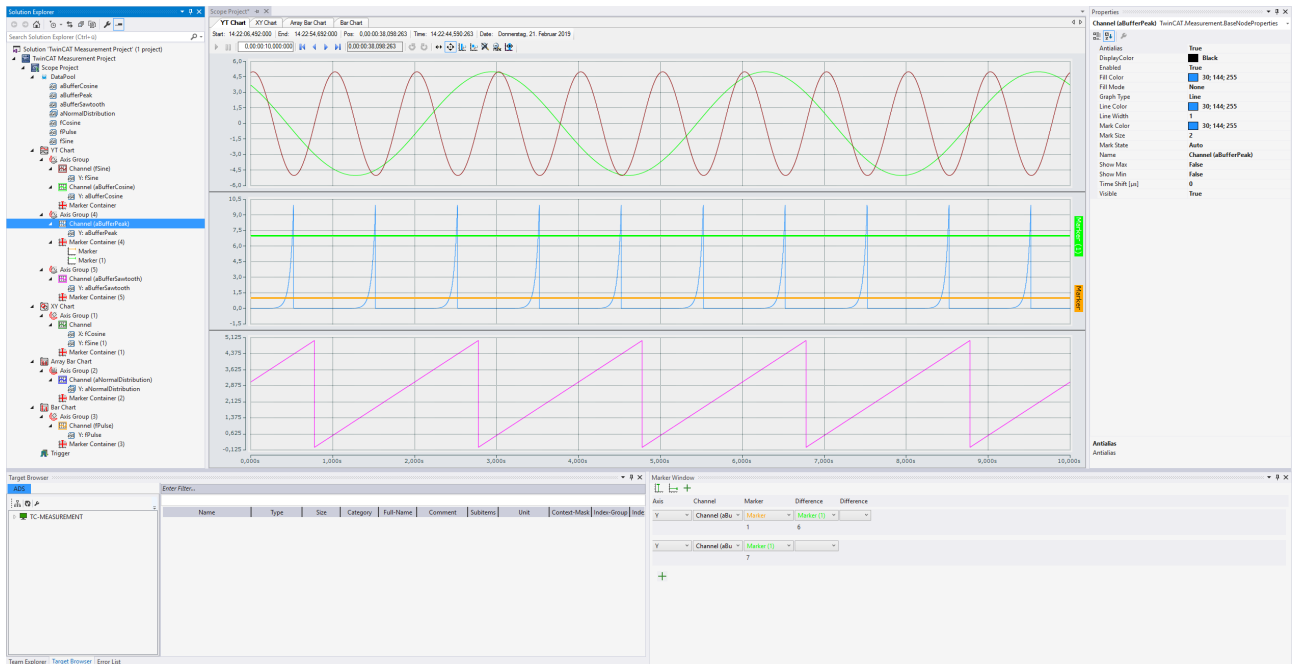 Solution Explorer
Search Solution Explorer (Ctrl+ü)
Solution 'TwinCAT Measurement Project' (1 project)
TwinCAT Measurement Project
Scope Project
DataPool
aBufferCosine
aBufferPeak
aBufferSawtooth
aNormalDistribution
fCosine
fPulse
fSine
YT Chart
Axis Group
Channel (fSine)
Y: fSine
Channel (aBufferCosine)
Y: aBufferCosine
Marker Container
Axis Group (4)
Channel (aBufferPeak)
Y: aBufferPeak
Marker Container (4)
Marker
Marker (1)
Axis Group (5)
Channel (aBufferSawtooth)
Y: aBufferSawtooth
Marker Container (5)
XY Chart
Axis Group (1)
Channel
X: fCosine
Y: fSine (1)
Marker Container (1)
Array Bar Chart
Axis Group (2)
Channel (aNormalDistribution)
Y: aNormalDistribution
Marker Container (2)
Bar Chart
Axis Group (3)
Channel (fPulse)
Y: fPulse
Marker Container (3)
Trigger
Scope Project*
YT Chart XY Chart Array Bar Chart Bar Chart
Start: 14:22:06,492:000 End: 14:22:54,692:000 Pos: 0,00:00:38,098.263 Time: 14:22:44,590.263 Date: Donnerstag, 21. Februar 2019
0,00:00:10,000:000 0,00:00:38,098.263
6,0
4,5
3,0
1,5
0
-1,5
-3,0
-4,5
-6,0
10,5
9,0
7,5
6,0
4,5
3,0
1,5
0,0
-1,5
Marker (1)
Marker
5,125
4,375
3,625
2,875
2,125
1,375
0,625
-0,125
0,000s 1,000s 2,000s 3,000s 4,000s 5,000s 6,000s 7,000s 8,000s 9,000s 10,000s
Properties
Channel (aBufferPeak) TwinCAT.Measurement.BaseNodeProperties
Antialias True
DisplayColor Black
Enabled True
Fill Color 30; 144; 255
Fill Mode None
Graph Type Line
Line Color 30; 144; 255
Line Width 1
Mark Color 30; 144; 255
Mark Size 2
Mark State Auto
Name Channel (aBufferPeak)
Show Max False
Show Min False
Time Shift [µs] 0
Visible True
Antialias
Antialias
Target Browser
ADS
TC-MEASUREMENT
Enter Filter...
Name Type Size Category Full-Name Comment Subitems Unit Context-Mask Index-Group Inde
Team Explorer Target Browser Error List
Marker Window
Axis Channel Marker Difference Difference
Y Channel (aBu Marker Marker (1)
1 6
Y Channel (aBu Marker (1)
7